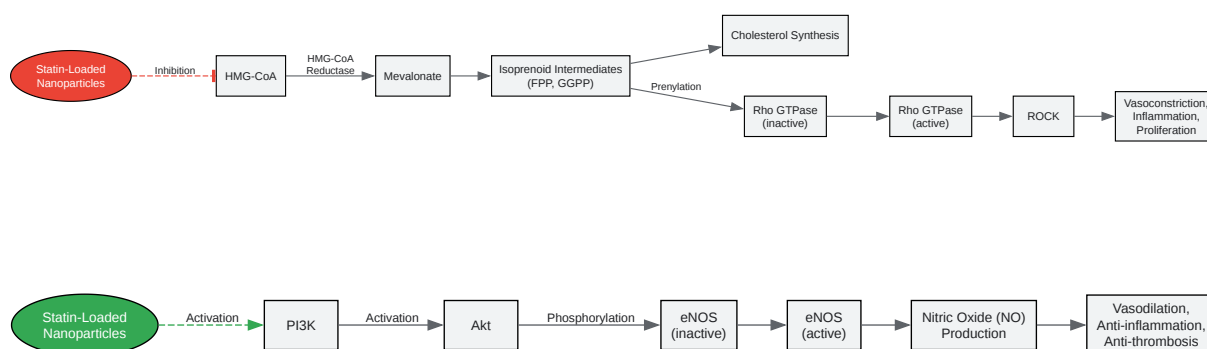 Cholesterol Synthesis
Statin-Loaded
Nanoparticles
Inhibition
HMG-CoA
HMG-CoA
Reductase
Mevalonate
Isoprenoid Intermediates
(FPP, GGPP)
Prenylation
Rho GTPase
(inactive)
Rho GTPase
(active)
ROCK
Vasoconstriction,
Inflammation,
Proliferation
Statin-Loaded
Nanoparticles
Activation
PI3K
Activation
Akt
Phosphorylation
eNOS
(inactive)
eNOS
(active)
Nitric Oxide (NO)
Production
Vasodilation,
Anti-inflammation,
Anti-thrombosis